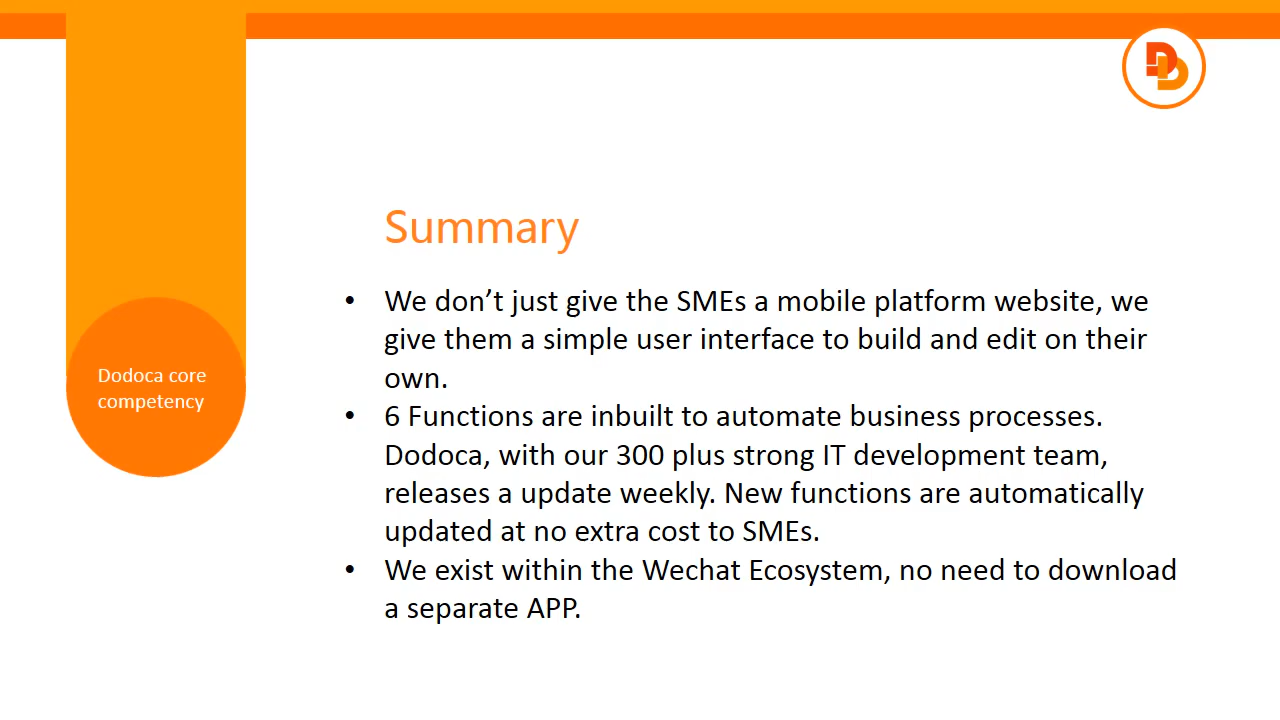 Dodoca core
competency
Summary
• We don’t just give the SMEs a mobile platform website, we
give them a simple user interface to build and edit on their
own.
• 6 Functions are inbuilt to automate business processes.
Dodoca, with our 300 plus strong IT development team,
releases a update weekly. New functions are automatically
updated at no extra cost to SMEs.
• We exist within the Wechat Ecosystem, no need to download
a separate APP.